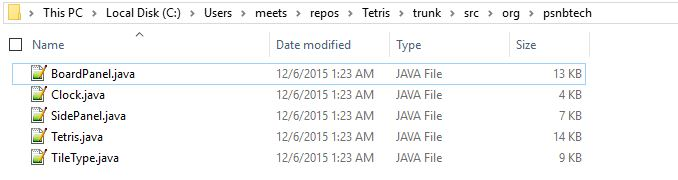 This PC > Local Disk (C:) > Users > meets > repos > Tetris > trunk > src > org > psnbtech
Name Date modified Type Size
BoardPanel.java 12/6/2015 1:23 AM JAVA File 13 KB
Clock.java 12/6/2015 1:23 AM JAVA File 4 KB
SidePanel.java 12/6/2015 1:23 AM JAVA File 7 KB
Tetris.java 12/6/2015 1:23 AM JAVA File 14 KB
TileType.java 12/6/2015 1:23 AM JAVA File 9 KB